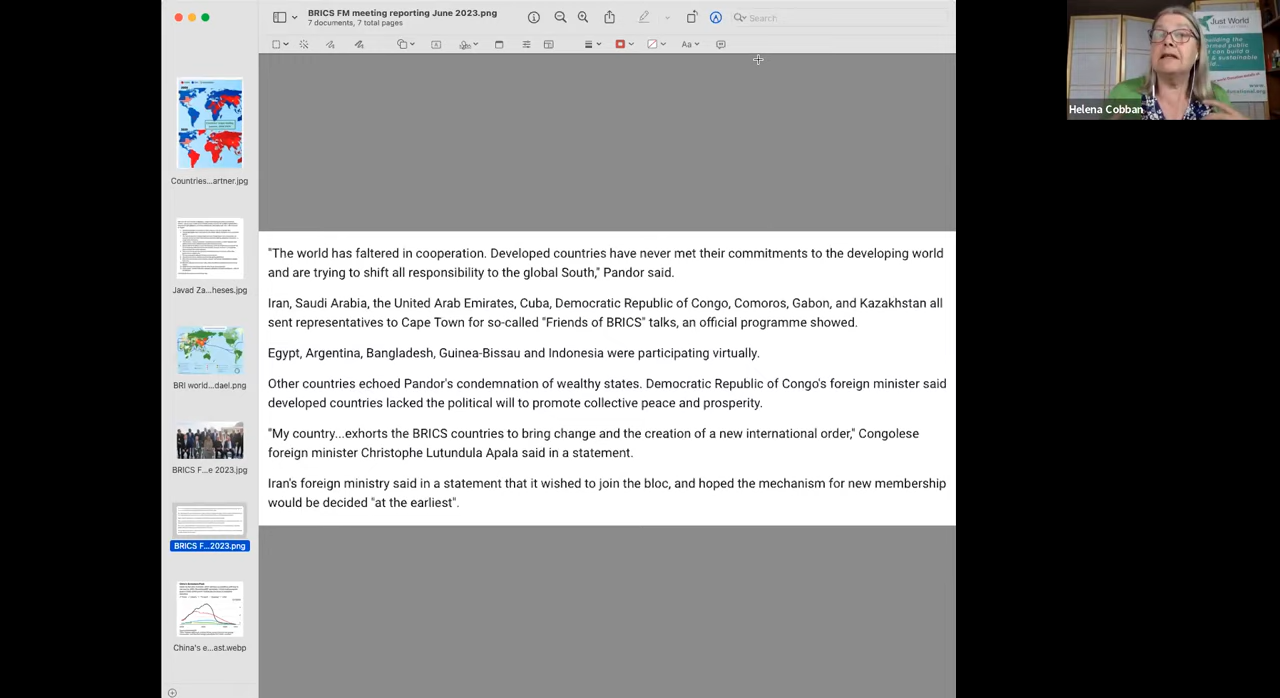 BRICS FM meeting reporting June 2023.png
7 documents, 7 total pages
Search
Aa
Just World
Helena Cobban
Countries...artner.jpg
Javad Za...heses.jpg
BRI world...dael.png
BRICS F...e 2023.jpg
BRICS F...2023.png
China's e...ast.webp
"The world has faltered in cooperation. Developed countries have never met their commitments to the developing world
and are trying to shift all responsibility to the global South," Pandor said.
Iran, Saudi Arabia, the United Arab Emirates, Cuba, Democratic Republic of Congo, Comoros, Gabon, and Kazakhstan all
sent representatives to Cape Town for so-called "Friends of BRICS" talks, an official programme showed.
Egypt, Argentina, Bangladesh, Guinea-Bissau and Indonesia were participating virtually.
Other countries echoed Pandor's condemnation of wealthy states. Democratic Republic of Congo's foreign minister said
developed countries lacked the political will to promote collective peace and prosperity.
"My country...exhorts the BRICS countries to bring change and the creation of a new international order," Congolese
foreign minister Christophe Lutundula Apala said in a statement.
Iran's foreign ministry said in a statement that it wished to join the bloc, and hoped the mechanism for new membership
would be decided "at the earliest".